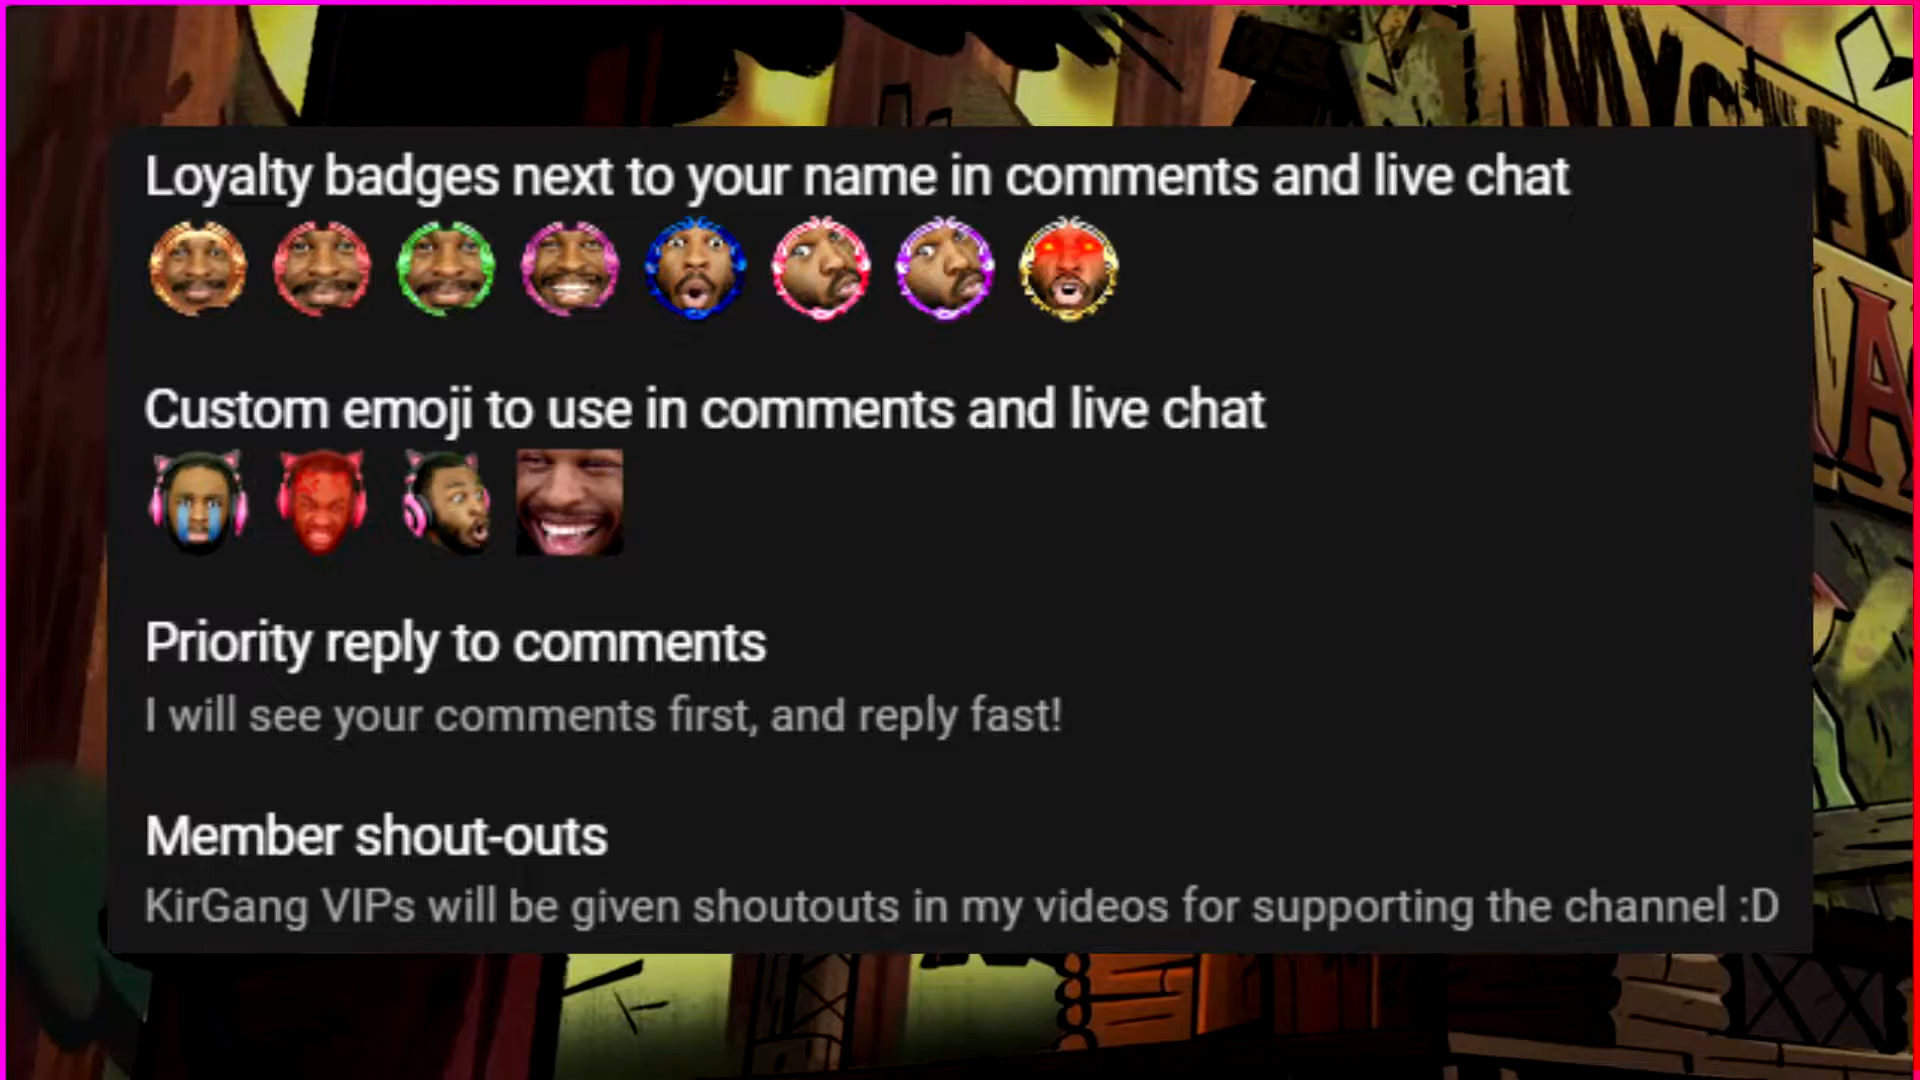 Loyalty badges next to your name in comments and live chat
Custom emoji to use in comments and live chat
Priority reply to comments
I will see your comments first, and reply fast!
Member shout-outs
KirGang VIPs will be given shoutouts in my videos for supporting the channel :D